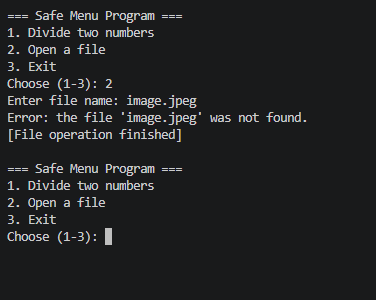 === Safe Menu Program ===
1. Divide two numbers
2. Open a file
3. Exit
Choose (1-3): 2
Enter file name: image.jpeg
Error: the file 'image.jpeg' was not found.
[File operation finished]

=== Safe Menu Program ===
1. Divide two numbers
2. Open a file
3. Exit
Choose (1-3):